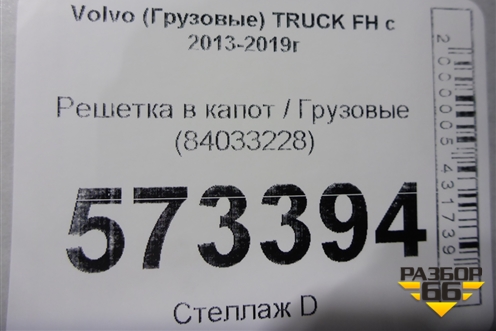 Volvo (Грузовые) TRUCK FH с
2013-2019г
Решетка в капот / Грузовые
(84033228)
573394
Стеллаж D
2000005431739
РАЗБОР
66